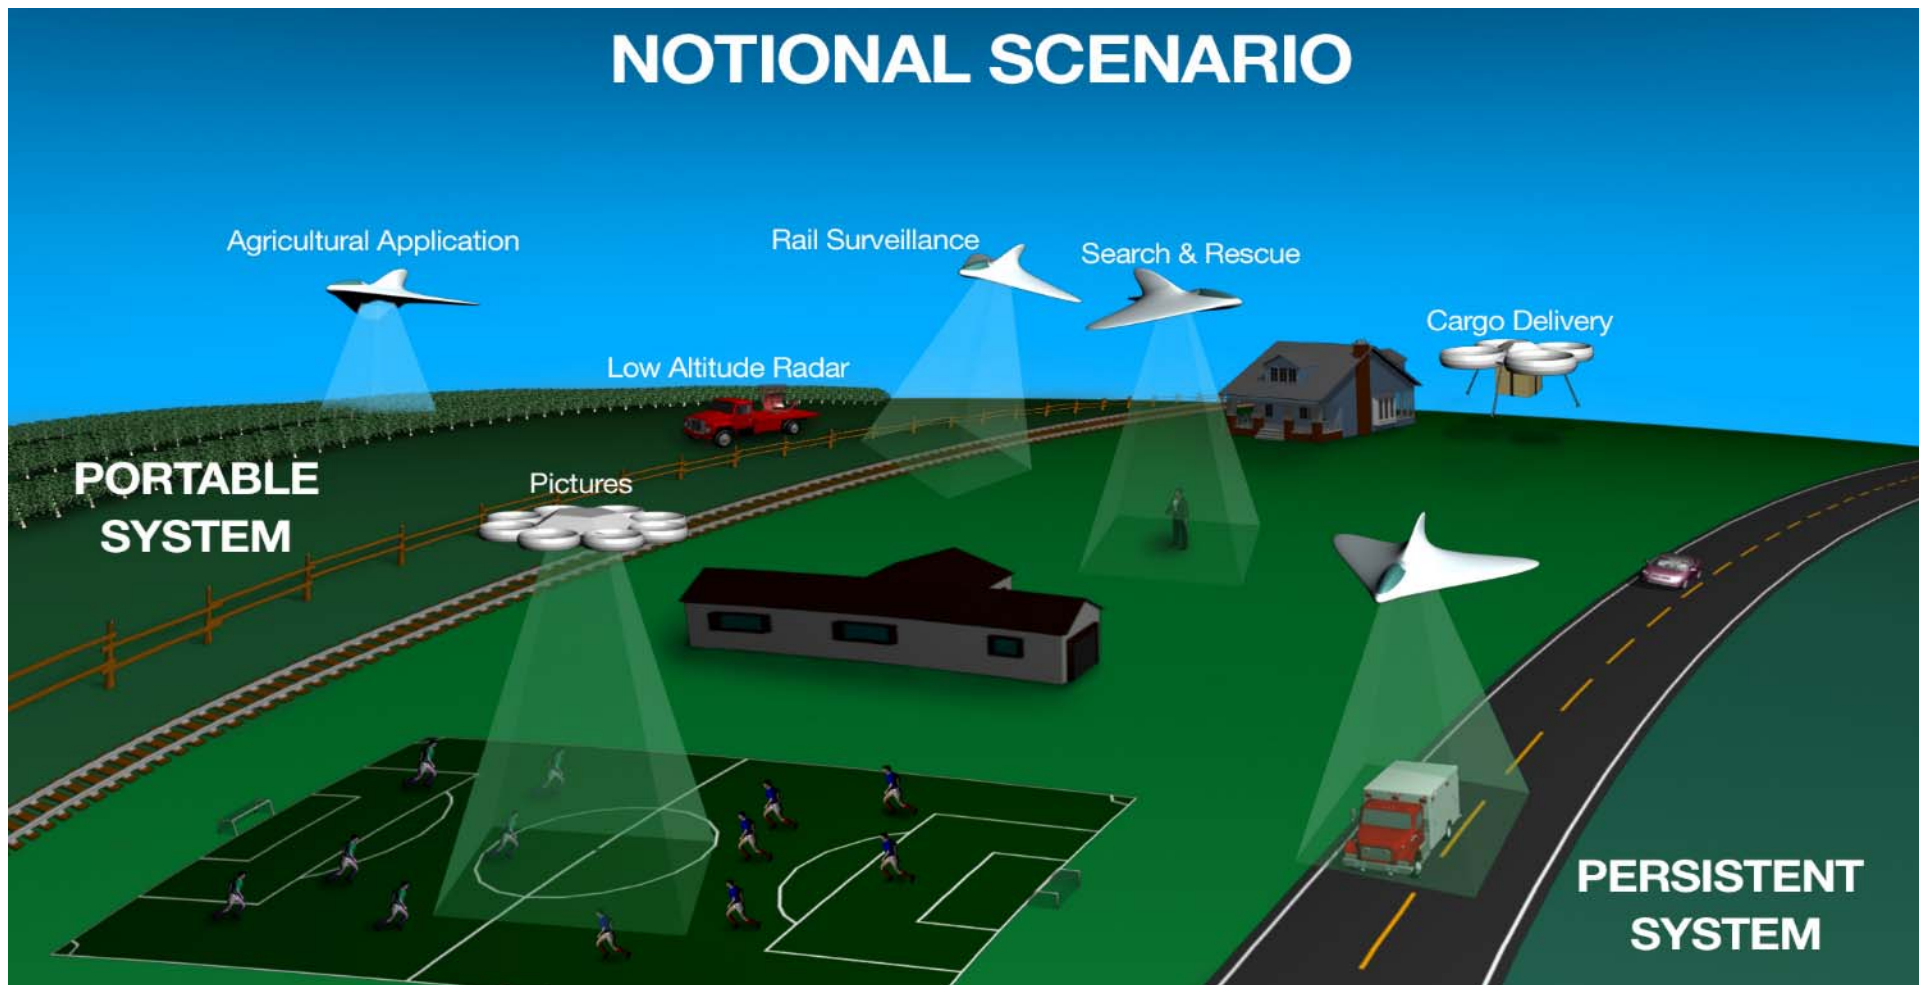 NOTIONAL SCENARIO
Agricultural Application
Rail Surveillance
Search & Rescue
Cargo Delivery
Low Altitude Radar
PORTABLE
SYSTEM
Pictures
PERSISTENT
SYSTEM